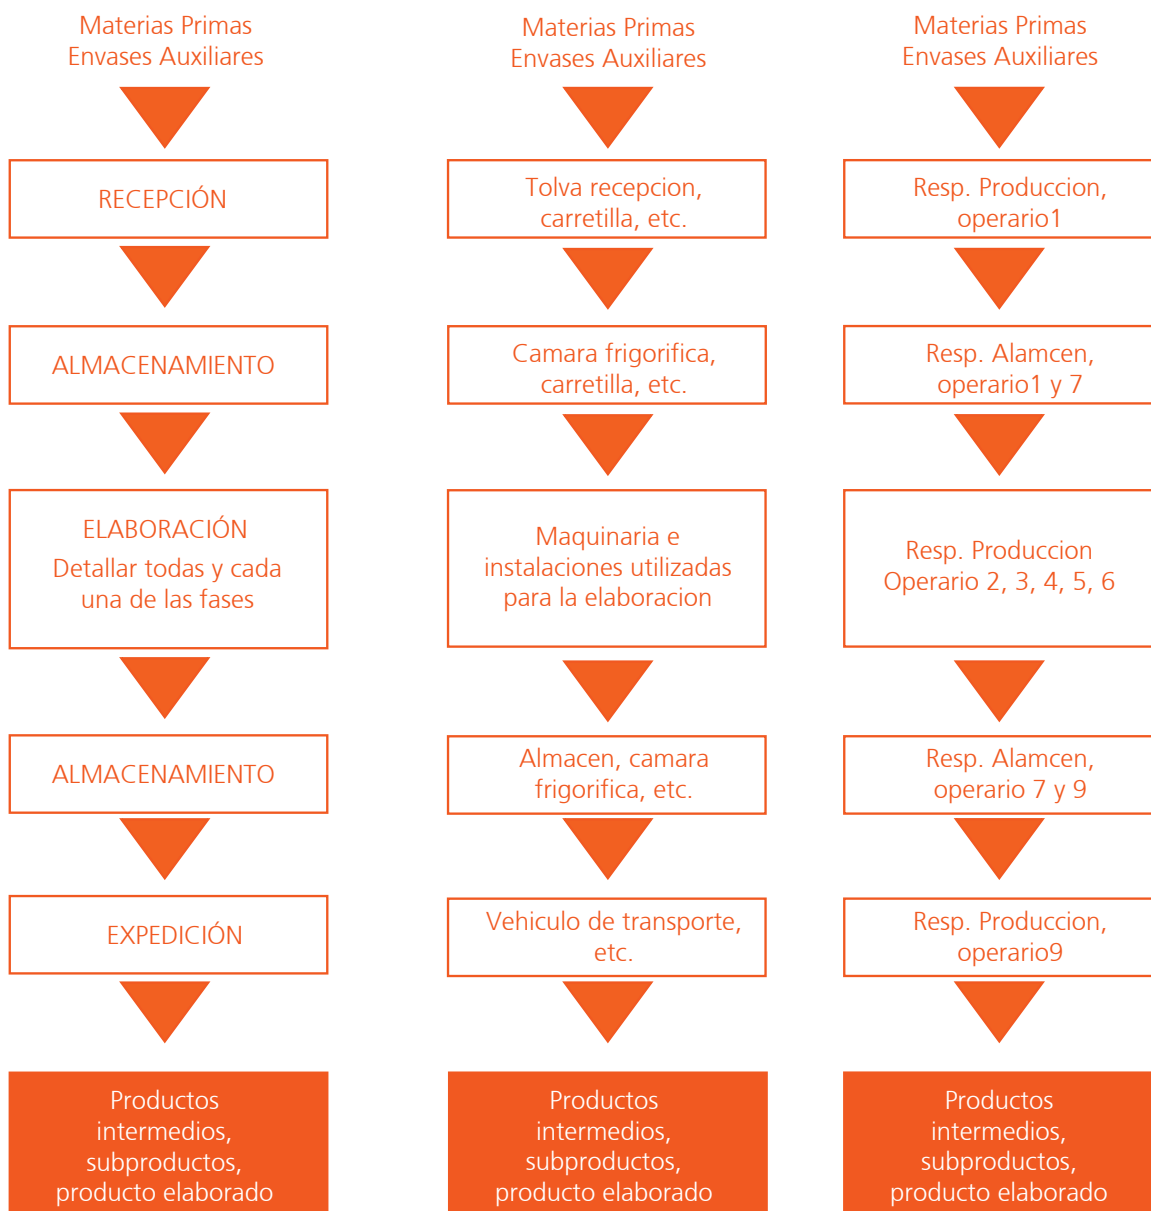 Materias Primas
Envases Auxiliares
RECEPCIÓN
ALMACENAMIENTO
ELABORACIÓN
Detallar todas y cada
una de las fases
ALMACENAMIENTO
EXPEDICIÓN
Productos
intermedios,
subproductos,
producto elaborado
Materias Primas
Envases Auxiliares
Tolva recepcion,
carretilla, etc.
Camara frigorifica,
carretilla, etc.
Maquinaria e
instalaciones utilizadas
para la elaboracion
Almacen, camara
frigorifica, etc.
Vehiculo de transporte,
etc.
Productos
intermedios,
subproductos,
producto elaborado
Materias Primas
Envases Auxiliares
Resp. Produccion,
operario1
Resp. Alamcen,
operario1 y 7
Resp. Produccion
Operario 2, 3, 4, 5, 6
Resp. Alamcen,
operario 7 y 9
Resp. Produccion,
operario9
Productos
intermedios,
subproductos,
producto elaborado